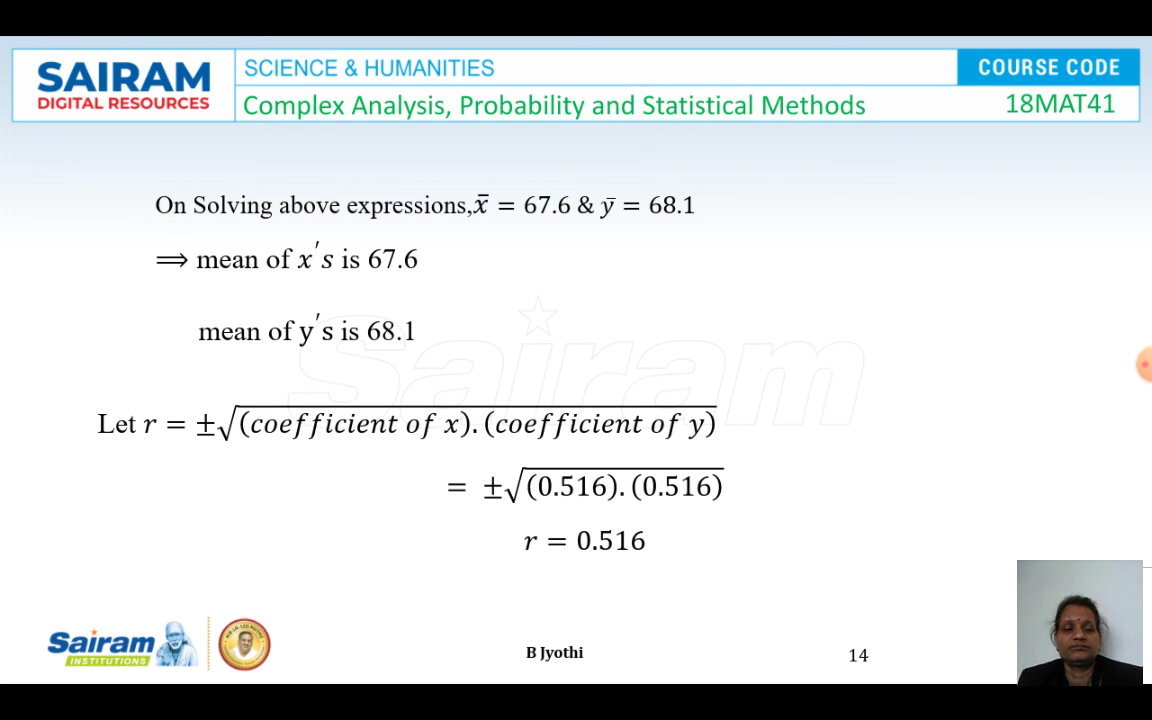 SAIRAM
DIGITAL RESOURCES
SCIENCE & HUMANITIES
COURSE CODE
Complex Analysis, Probability and Statistical Methods
18MAT41
On Solving above expressions, x̄ = 67.6 & ȳ = 68.1
⟹ mean of x's is 67.6
mean of y's is 68.1
Sairam
Let r = ±√(coefficient of x).(coefficient of y)
= ±√(0.516).(0.516)
r = 0.516
Sairam
INSTITUTIONS
B Jyothi
14